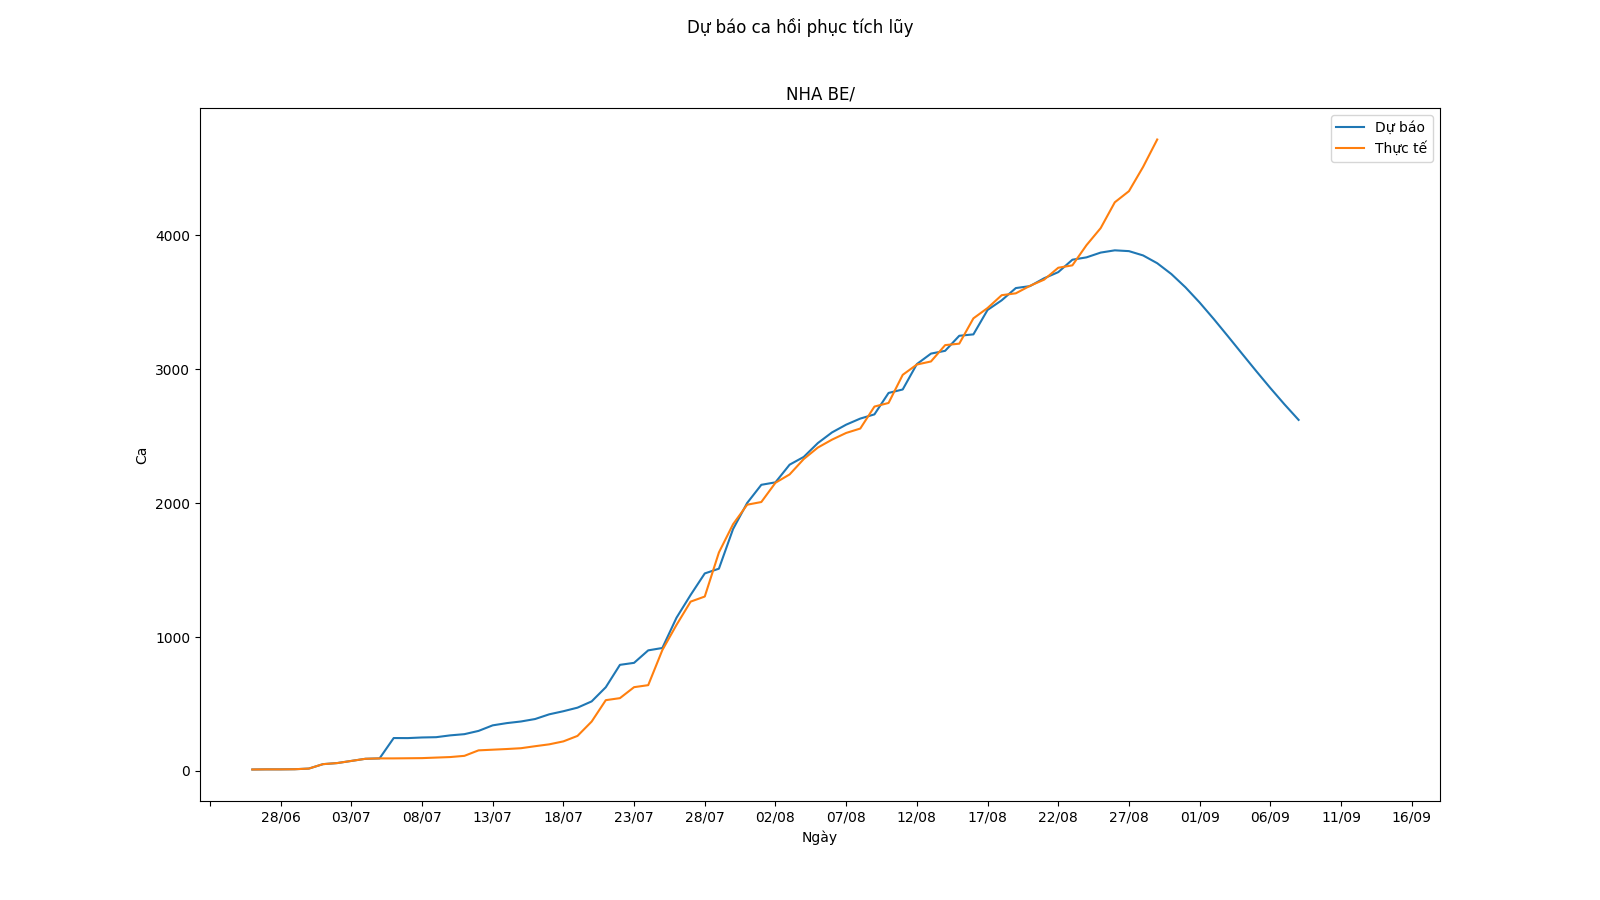 Dự báo ca hồi phục tích lũy
NHA BE/
Dự báo
Thực tế
4000
3000
2000
1000
0
Ca
28/06 03/07 08/07 13/07 18/07 23/07 28/07 02/08 07/08 12/08 17/08 22/08 27/08 01/09 06/09 11/09 16/09
Ngày